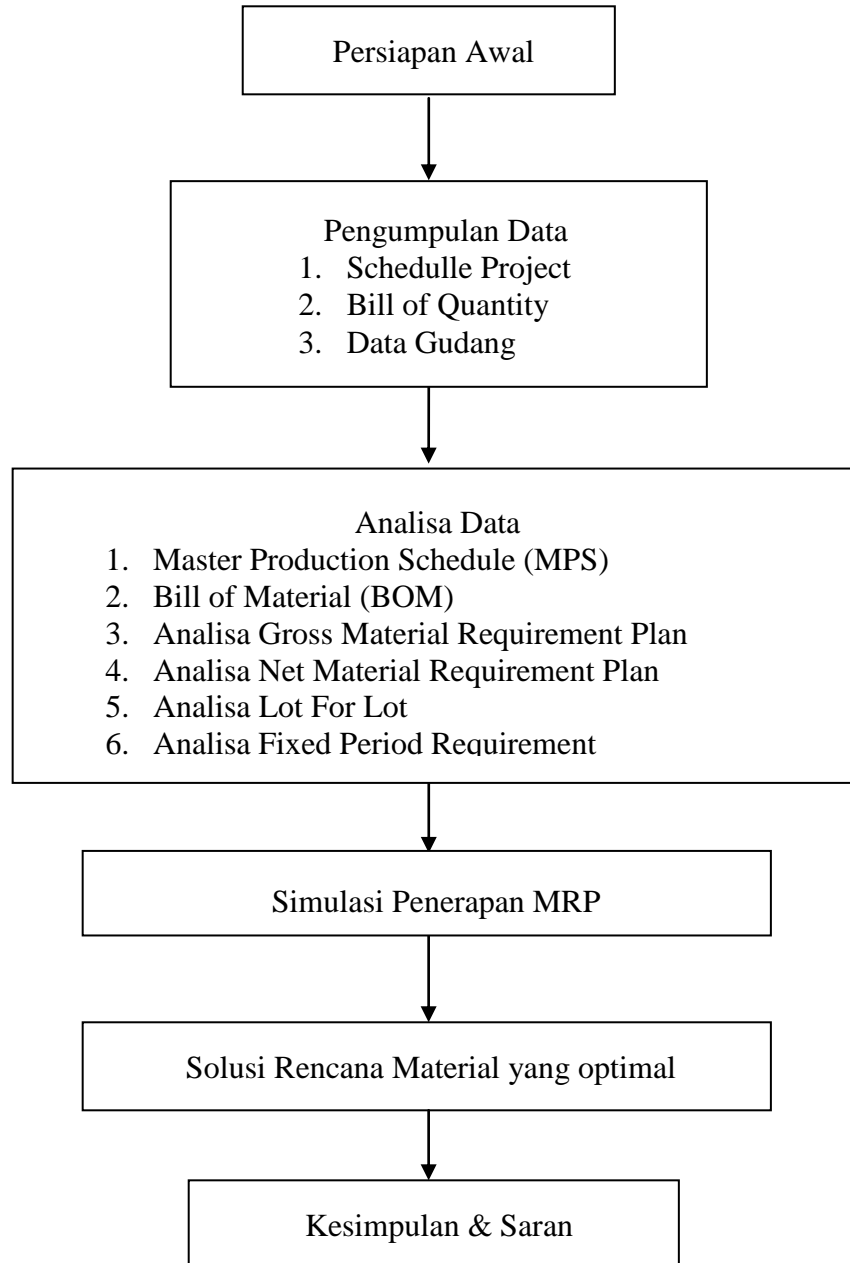 Persiapan Awal
Pengumpulan Data
1. Schedulle Project
2. Bill of Quantity
3. Data Gudang
Analisa Data
1. Master Production Schedule (MPS)
2. Bill of Material (BOM)
3. Analisa Gross Material Requirement Plan
4. Analisa Net Material Requirement Plan
5. Analisa Lot For Lot
6. Analisa Fixed Period Requirement
Simulasi Penerapan MRP
Solusi Rencana Material yang optimal
Kesimpulan & Saran